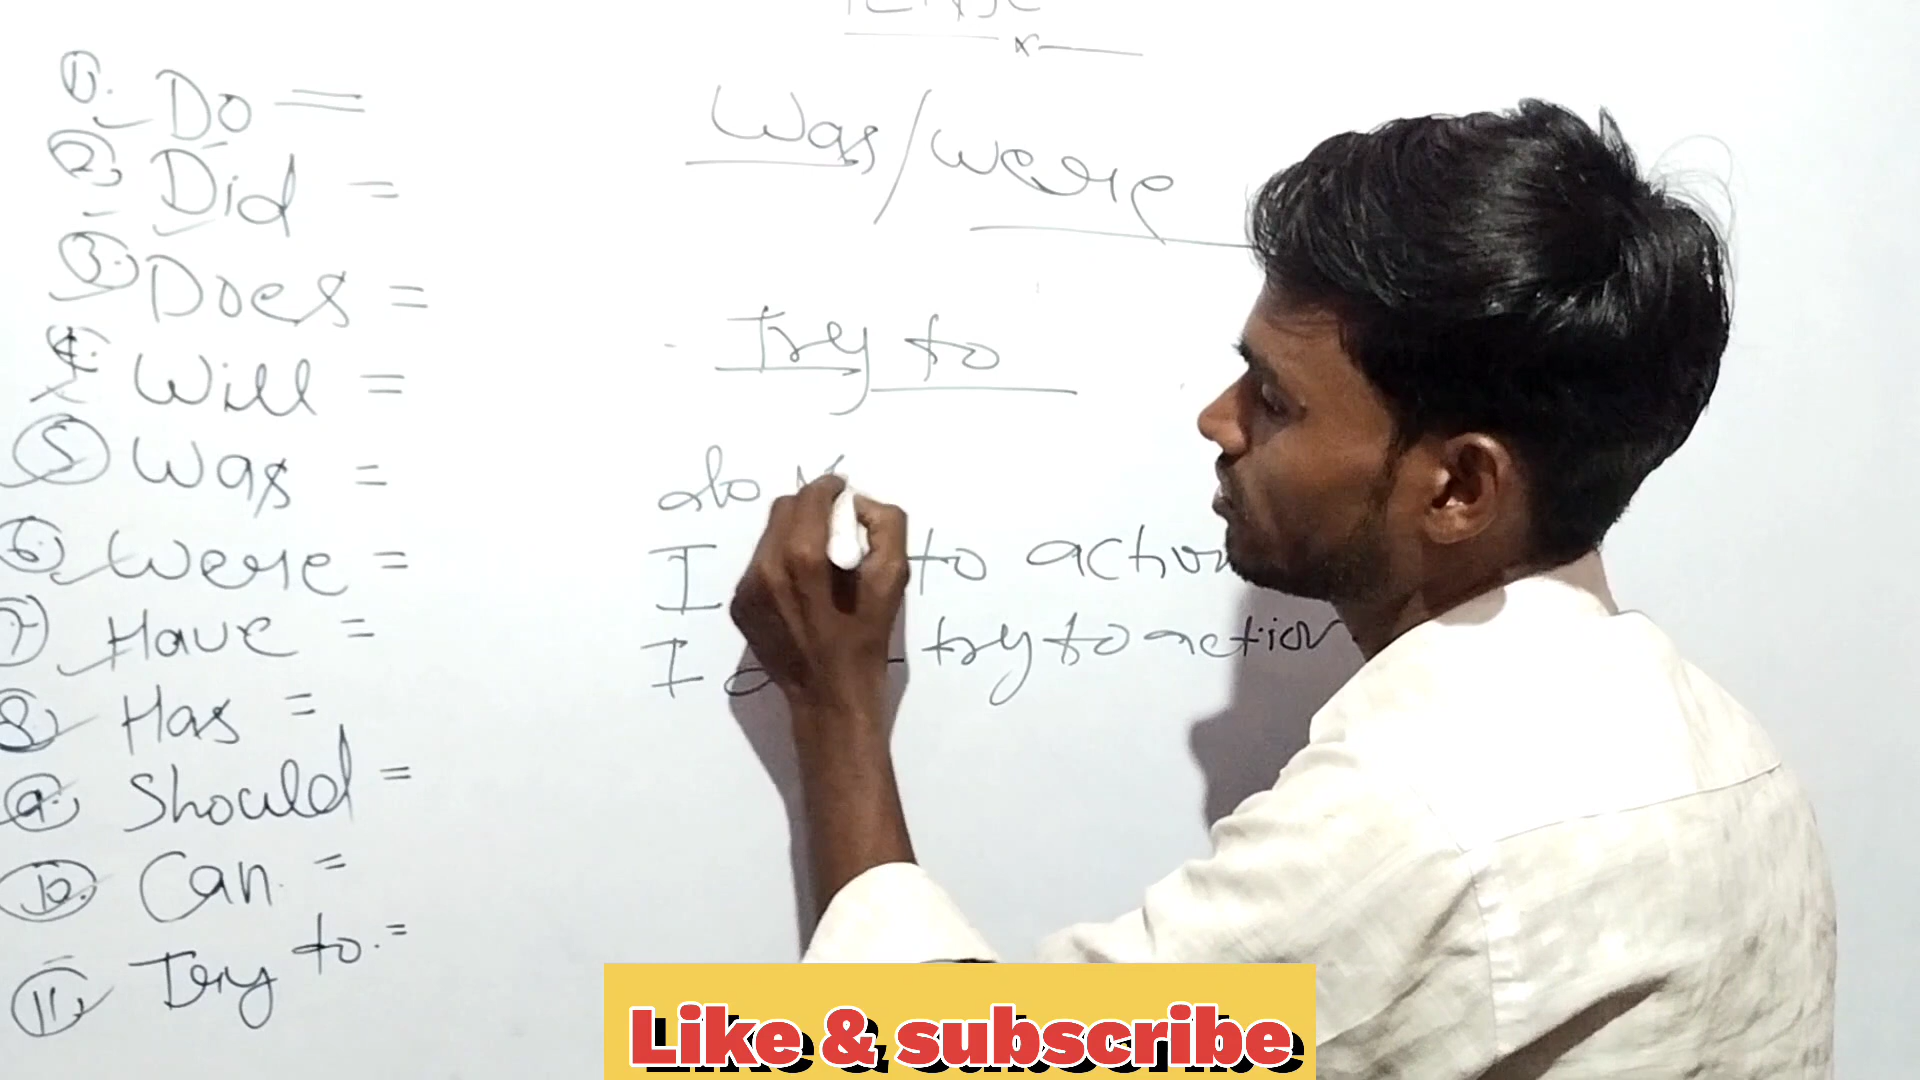 1. Do =
2. Did =
3. Does =
4. Will =
5 Was =
6. Were =
7 Have =
8. Has =
9. Should =
10. Can. =
11. Try to. =
Was/were
Try to
do
I to action
I try to action
Like & subscribe